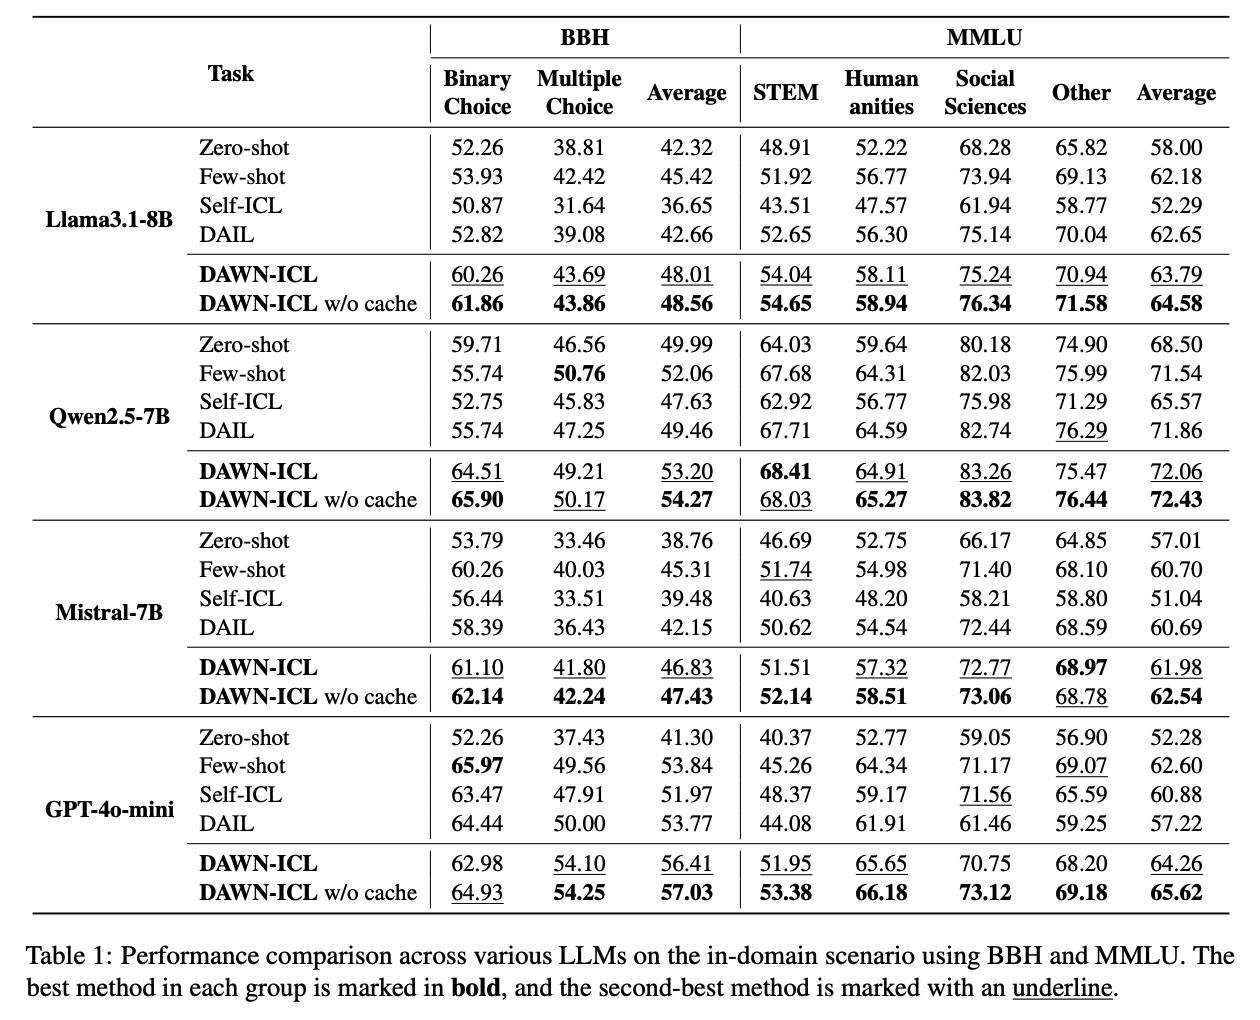 BBH MMLU
Task Binary Choice Multiple Choice Average STEM Human anities Social Sciences Other Average
Llama3.1-8B
Zero-shot 52.26 38.81 42.32 48.91 52.22 68.28 65.82 58.00
Few-shot 53.93 42.42 45.42 51.92 56.77 73.94 69.13 62.18
Self-ICL 50.87 31.64 36.65 43.51 47.57 61.94 58.77 52.29
DAIL 52.82 39.08 42.66 52.65 56.30 75.14 70.04 62.65
DAWN-ICL 60.26 43.69 48.01 54.04 58.11 75.24 70.94 63.79
DAWN-ICL w/o cache 61.86 43.86 48.56 54.65 58.94 76.34 71.58 64.58
Qwen2.5-7B
Zero-shot 59.71 46.56 49.99 64.03 59.64 80.18 74.90 68.50
Few-shot 55.74 50.76 52.06 67.68 64.31 82.03 75.99 71.54
Self-ICL 52.75 45.83 47.63 62.92 56.77 75.98 71.29 65.57
DAIL 55.74 47.25 49.46 67.71 64.59 82.74 76.29 71.86
DAWN-ICL 64.51 49.21 53.20 68.41 64.91 83.26 75.47 72.06
DAWN-ICL w/o cache 65.90 50.17 54.27 68.03 65.27 83.82 76.44 72.43
Mistral-7B
Zero-shot 53.79 33.46 38.76 46.69 52.75 66.17 64.85 57.01
Few-shot 60.26 40.03 45.31 51.74 54.98 71.40 68.10 60.70
Self-ICL 56.44 33.51 39.48 40.63 48.20 58.21 58.80 51.04
DAIL 58.39 36.43 42.15 50.62 54.54 72.44 68.59 60.69
DAWN-ICL 61.10 41.80 46.83 51.51 57.32 72.77 68.97 61.98
DAWN-ICL w/o cache 62.14 42.24 47.43 52.14 58.51 73.06 68.78 62.54
GPT-4o-mini
Zero-shot 52.26 37.43 41.30 40.37 52.77 59.05 56.90 52.28
Few-shot 65.97 49.56 53.84 45.26 64.34 71.17 69.07 62.60
Self-ICL 63.47 47.91 51.97 48.37 59.17 71.56 65.59 60.88
DAIL 64.44 50.00 53.77 44.08 61.91 61.46 59.25 57.22
DAWN-ICL 62.98 54.10 56.41 51.95 65.65 70.75 68.20 64.26
DAWN-ICL w/o cache 64.93 54.25 57.03 53.38 66.18 73.12 69.18 65.62
Table 1: Performance comparison across various LLMs on the in-domain scenario using BBH and MMLU. The
best method in each group is marked in bold, and the second-best method is marked with an underline.